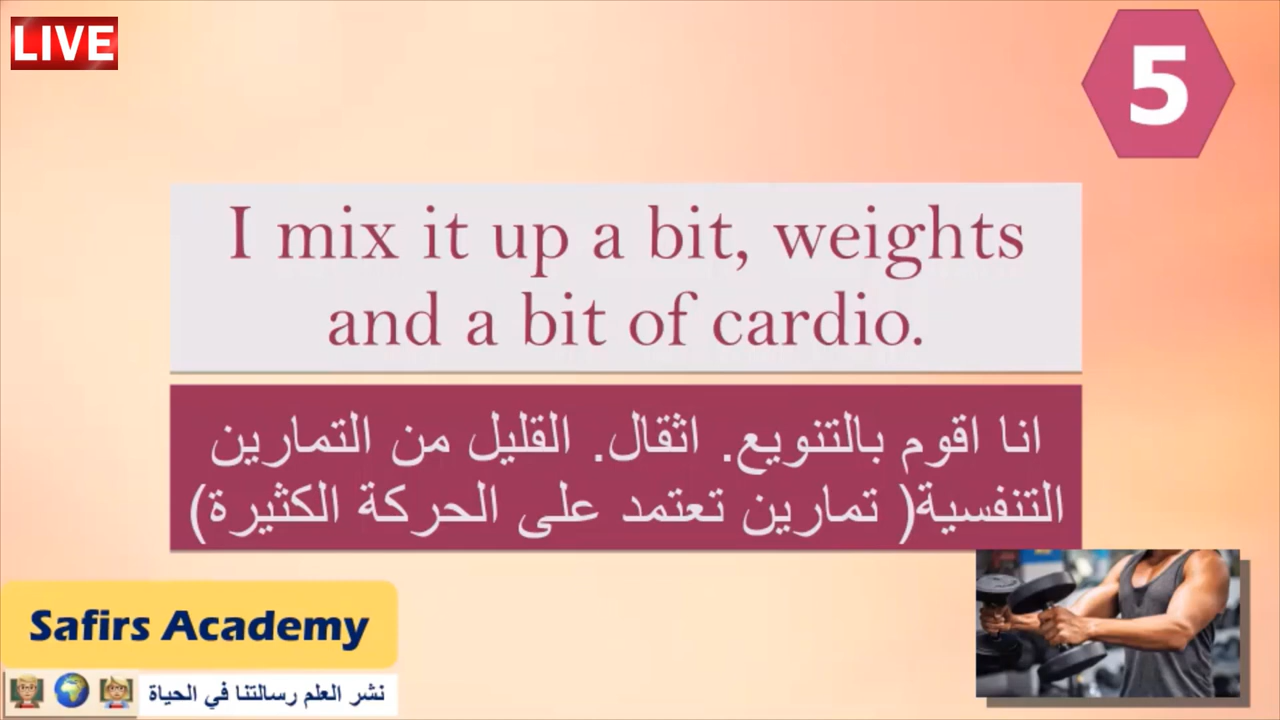 LIVE
5
I mix it up a bit, weights
and a bit of cardio.
انا اقوم بالتنويع. اثقال. القليل من التمارين
التنفسية( تمارين تعتمد على الحركة الكثيرة)
Safirs Academy
نشر العلم رسالتنا في الحياة